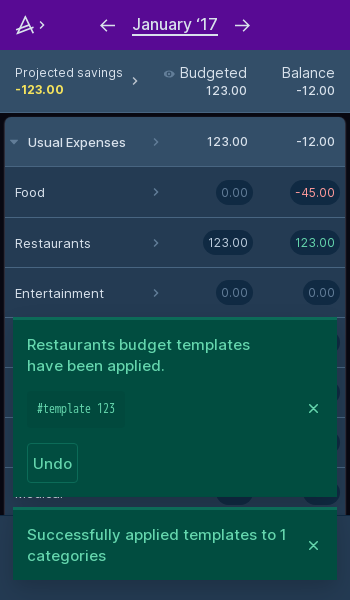 January ‘17
Projected savings
-123.00
Budgeted
123.00
Balance
-12.00
Usual Expenses 123.00 -12.00
Food 0.00 -45.00
Restaurants 123.00 123.00
Entertainment 0.00 0.00
Restaurants budget templates
have been applied.
#template 123
Undo
Successfully applied templates to 1
categories